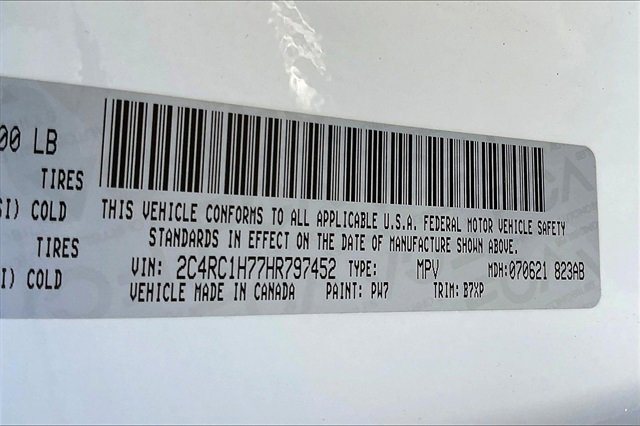 00 LB
TIRES
SI) COLD
TIRES
I) COLD
THIS VEHICLE CONFORMS TO ALL APPLICABLE U.S.A. FEDERAL MOTOR VEHICLE SAFETY
STANDARDS IN EFFECT ON THE DATE OF MANUFACTURE SHOWN ABOVE.
VIN: 2C4RC1H77HR797452 TYPE: MPV MDH:070621 823AB
VEHICLE MADE IN CANADA PAINT: PW7 TRIM: B7XP